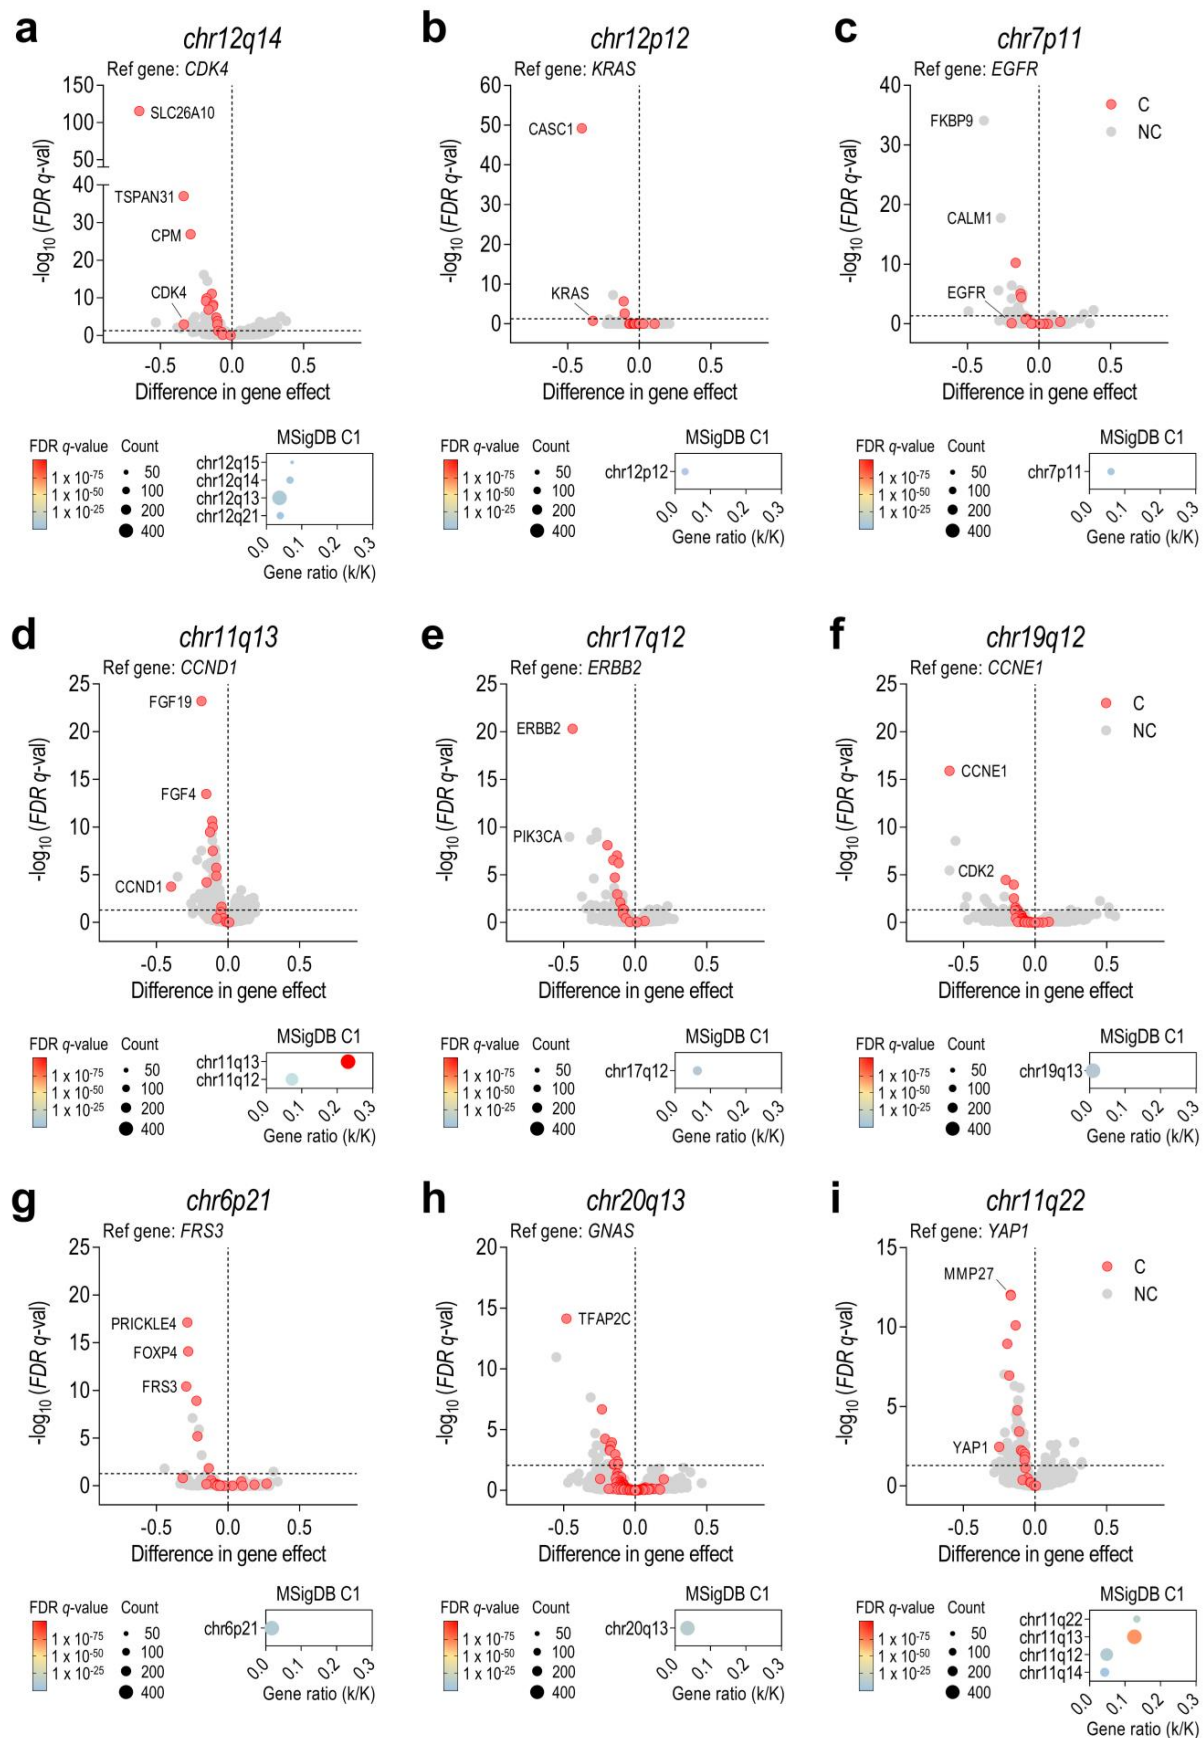 a
chr12q14
Ref gene: CDK4
150
100
50
40
30
20
10
0
-log10 (FDR q-val)
SLC26A10
TSPAN31
CPM
CDK4
-0.5
0.0
0.5
Difference in gene effect
FDR q-value
1 x 10-75
1 x 10-50
1 x 10-25
Count
50
100
200
400
MSigDB C1
chr12q15
chr12q14
chr12q13
chr12q21
0.0
0.1
0.2
0.3
Gene ratio (k/K)
b
chr12p12
Ref gene: KRAS
60
50
40
30
20
10
0
-log10 (FDR q-val)
CASC1
KRAS
-0.5
0.0
0.5
Difference in gene effect
FDR q-value
1 x 10-75
1 x 10-50
1 x 10-25
Count
50
100
200
400
MSigDB C1
chr12p12
0.0
0.1
0.2
0.3
Gene ratio (k/K)
c
chr7p11
Ref gene: EGFR
40
30
20
10
0
-log10 (FDR q-val)
FKBP9
CALM1
EGFR
C
NC
-0.5
0.0
0.5
Difference in gene effect
FDR q-value
1 x 10-75
1 x 10-50
1 x 10-25
Count
50
100
200
400
MSigDB C1
chr7p11
0.0
0.1
0.2
0.3
Gene ratio (k/K)
d
chr11q13
Ref gene: CCND1
25
20
15
10
5
0
-log10 (FDR q-val)
FGF19
FGF4
CCND1
-0.5
0.0
0.5
Difference in gene effect
FDR q-value
1 x 10-75
1 x 10-50
1 x 10-25
Count
50
100
200
400
MSigDB C1
chr11q13
chr11q12
0.0
0.1
0.2
0.3
Gene ratio (k/K)
e
chr17q12
Ref gene: ERBB2
25
20
15
10
5
0
-log10 (FDR q-val)
ERBB2
PIK3CA
-0.5
0.0
0.5
Difference in gene effect
FDR q-value
1 x 10-75
1 x 10-50
1 x 10-25
Count
50
100
200
400
MSigDB C1
chr17q12
0.0
0.1
0.2
0.3
Gene ratio (k/K)
f
chr19q12
Ref gene: CCNE1
25
20
15
10
5
0
-log10 (FDR q-val)
CCNE1
CDK2
C
NC
-0.5
0.0
0.5
Difference in gene effect
FDR q-value
1 x 10-75
1 x 10-50
1 x 10-25
Count
50
100
200
400
MSigDB C1
chr19q13
0.0
0.1
0.2
0.3
Gene ratio (k/K)
g
chr6p21
Ref gene: FRS3
25
20
15
10
5
0
-log10 (FDR q-val)
PRICKLE4
FOXP4
FRS3
-0.5
0.0
0.5
Difference in gene effect
FDR q-value
1 x 10-75
1 x 10-50
1 x 10-25
Count
50
100
200
400
MSigDB C1
chr6p21
0.0
0.1
0.2
0.3
Gene ratio (k/K)
h
chr20q13
Ref gene: GNAS
20
15
10
5
0
-log10 (FDR q-val)
TFAP2C
-0.5
0.0
0.5
Difference in gene effect
FDR q-value
1 x 10-75
1 x 10-50
1 x 10-25
Count
50
100
200
400
MSigDB C1
chr20q13
0.0
0.1
0.2
0.3
Gene ratio (k/K)
i
chr11q22
Ref gene: YAP1
15
10
5
0
-log10 (FDR q-val)
MMP27
YAP1
C
NC
-0.5
0.0
0.5
Difference in gene effect
FDR q-value
1 x 10-75
1 x 10-50
1 x 10-25
Count
50
100
200
400
MSigDB C1
chr11q22
chr11q13
chr11q12
chr11q14
0.0
0.1
0.2
0.3
Gene ratio (k/K)